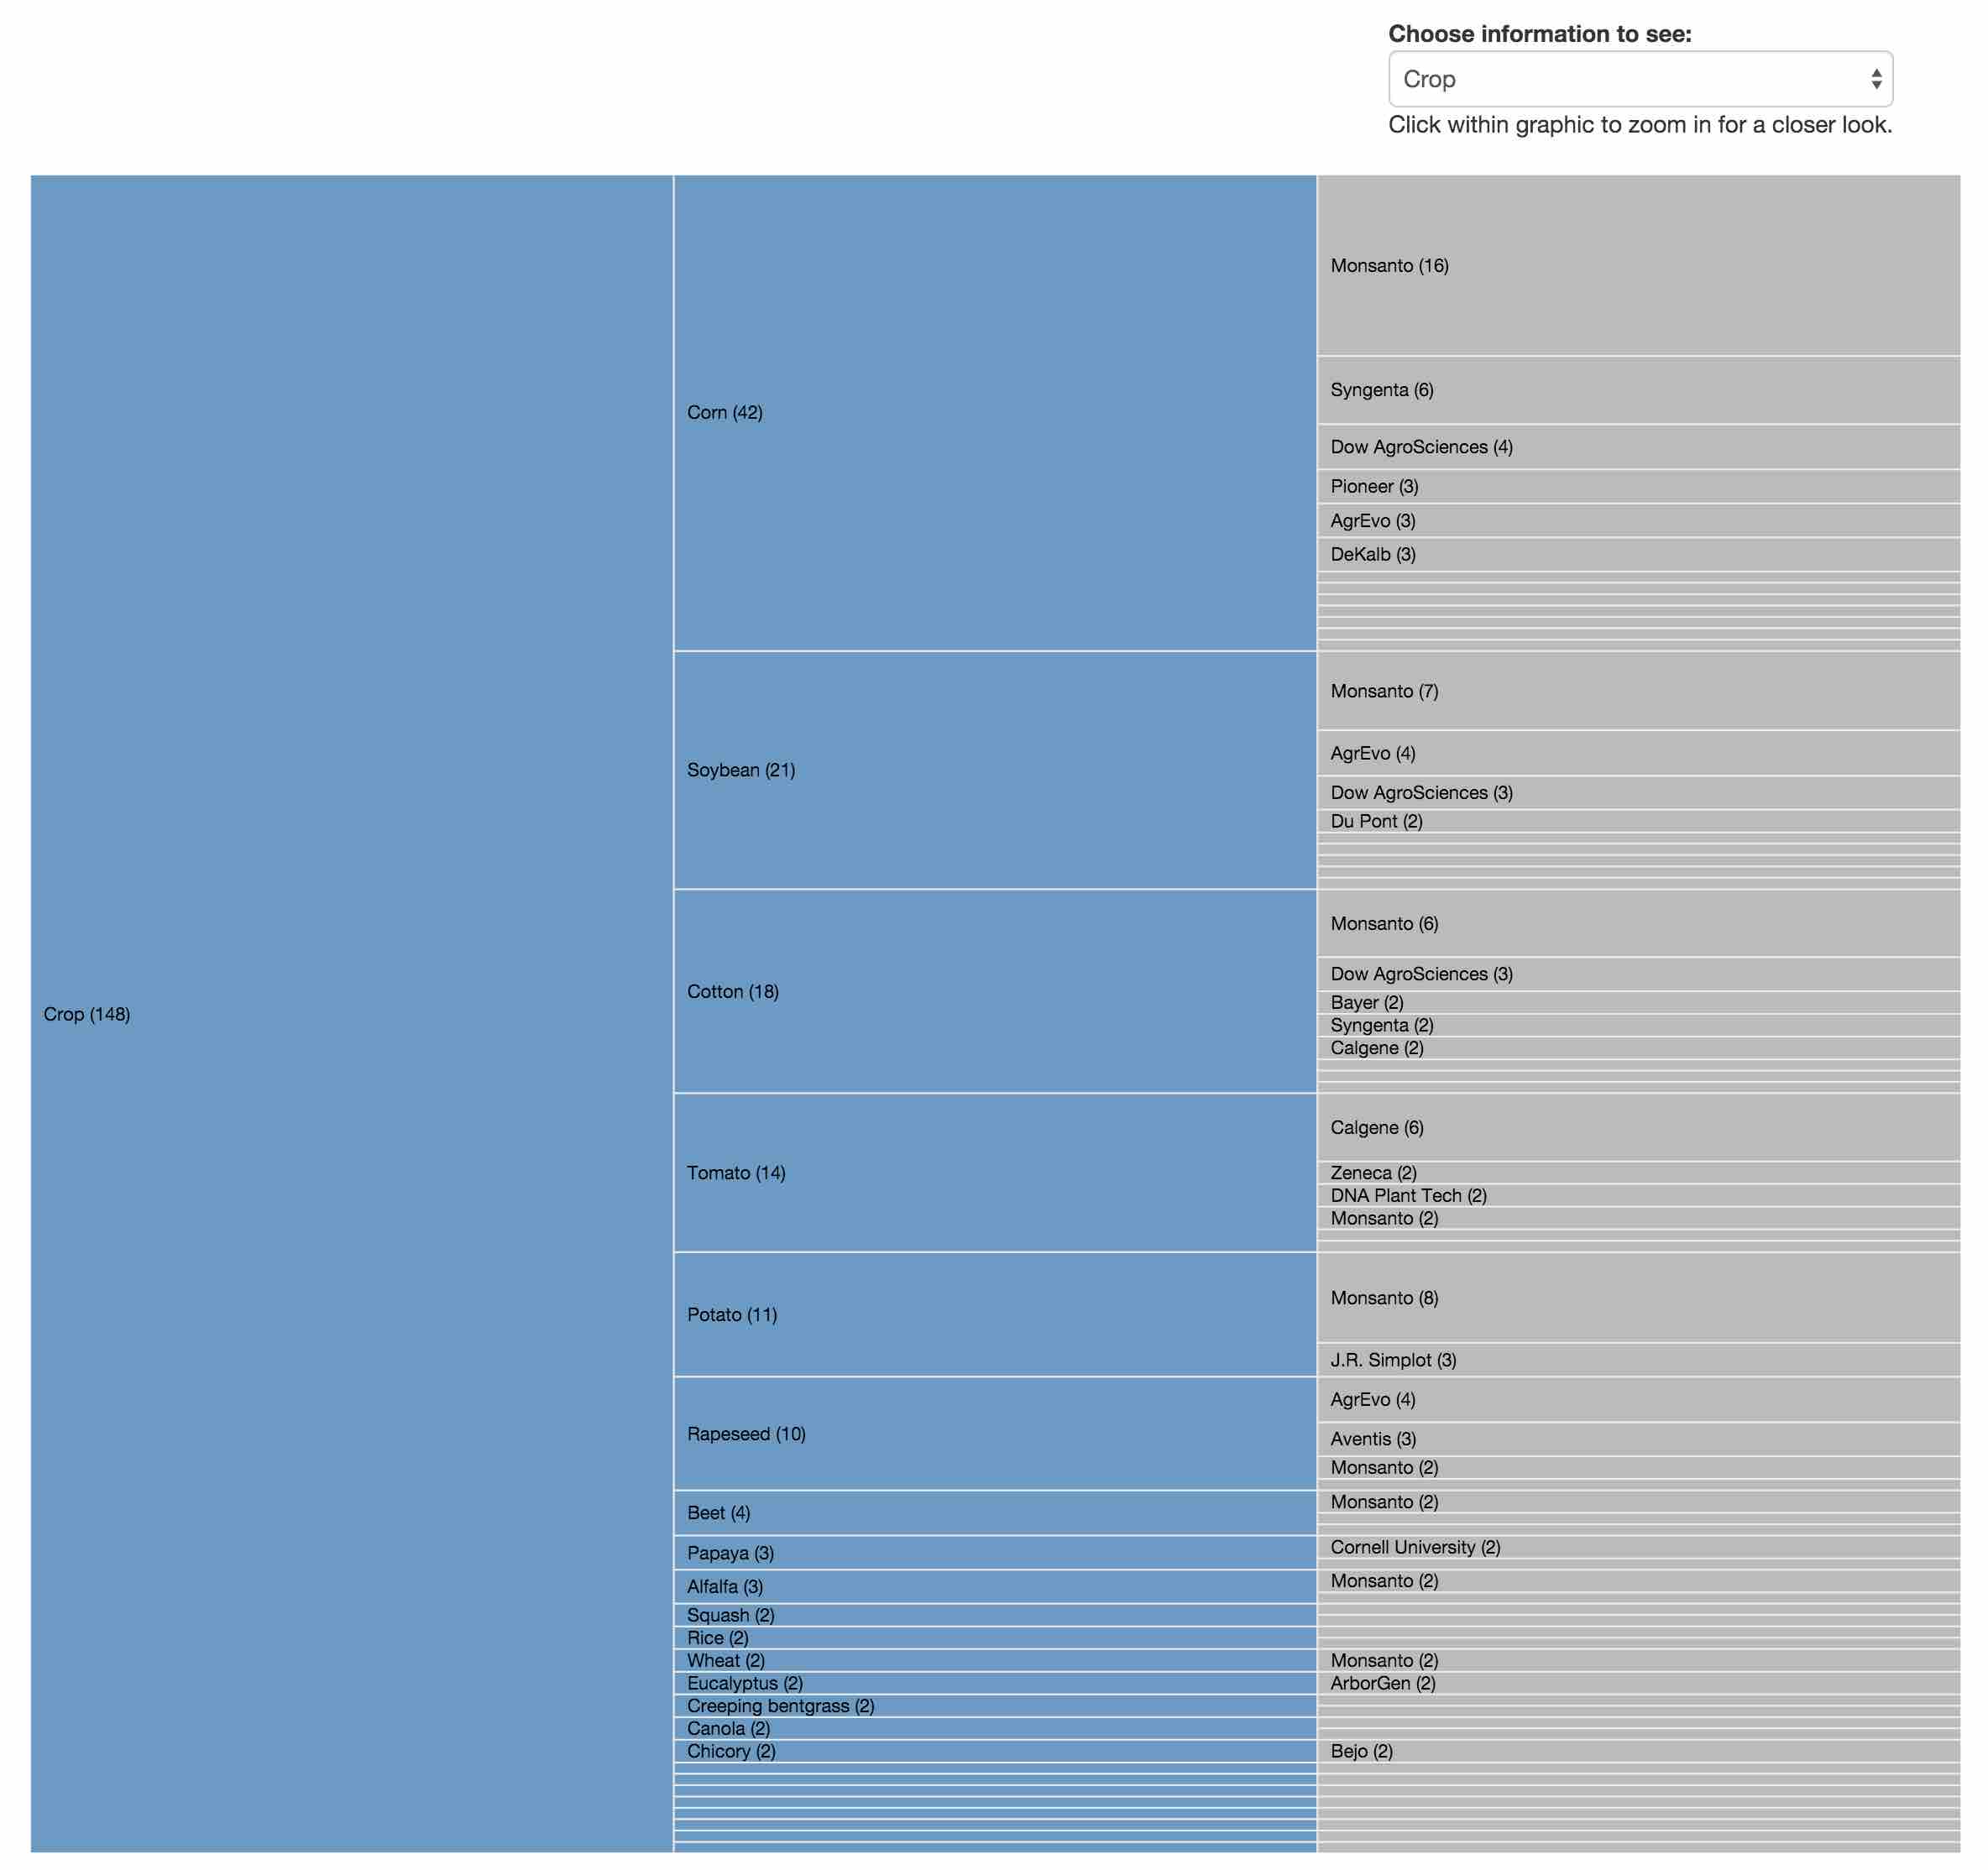 Choose information to see:
Crop
Click within graphic to zoom in for a closer look.
Crop (148)
Corn (42)
Monsanto (16)
Syngenta (6)
Dow AgroSciences (4)
Pioneer (3)
AgrEvo (3)
DeKalb (3)
Soybean (21)
Monsanto (7)
AgrEvo (4)
Dow AgroSciences (3)
Du Pont (2)
Cotton (18)
Monsanto (6)
Dow AgroSciences (3)
Bayer (2)
Syngenta (2)
Calgene (2)
Tomato (14)
Calgene (6)
Zeneca (2)
DNA Plant Tech (2)
Monsanto (2)
Potato (11)
Monsanto (8)
J.R. Simplot (3)
Rapeseed (10)
AgrEvo (4)
Aventis (3)
Monsanto (2)
Beet (4)
Monsanto (2)
Papaya (3)
Cornell University (2)
Alfalfa (3)
Monsanto (2)
Squash (2)
Rice (2)
Wheat (2)
Monsanto (2)
Eucalyptus (2)
ArborGen (2)
Creeping bentgrass (2)
Canola (2)
Chicory (2)
Bejo (2)